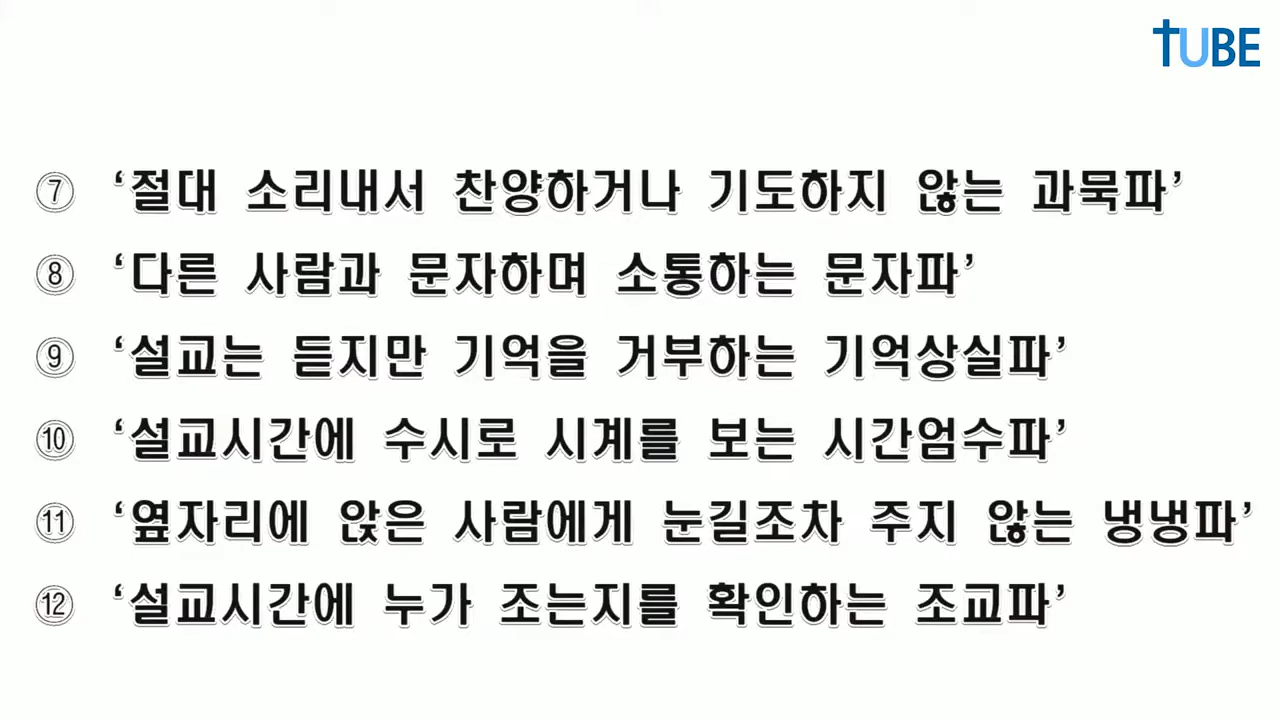 tUBE
⑦ ‘절대 소리내서 찬양하거나 기도하지 않는 과묵파’
⑧ ‘다른 사람과 문자하며 소통하는 문자파’
⑨ ‘설교는 듣지만 기억을 거부하는 기억상실파’
⑩ ‘설교시간에 수시로 시계를 보는 시간엄수파’
⑪ ‘옆자리에 앉은 사람에게 눈길조차 주지 않는 냉냉파’
⑫ ‘설교시간에 누가 조는지를 확인하는 조교파’